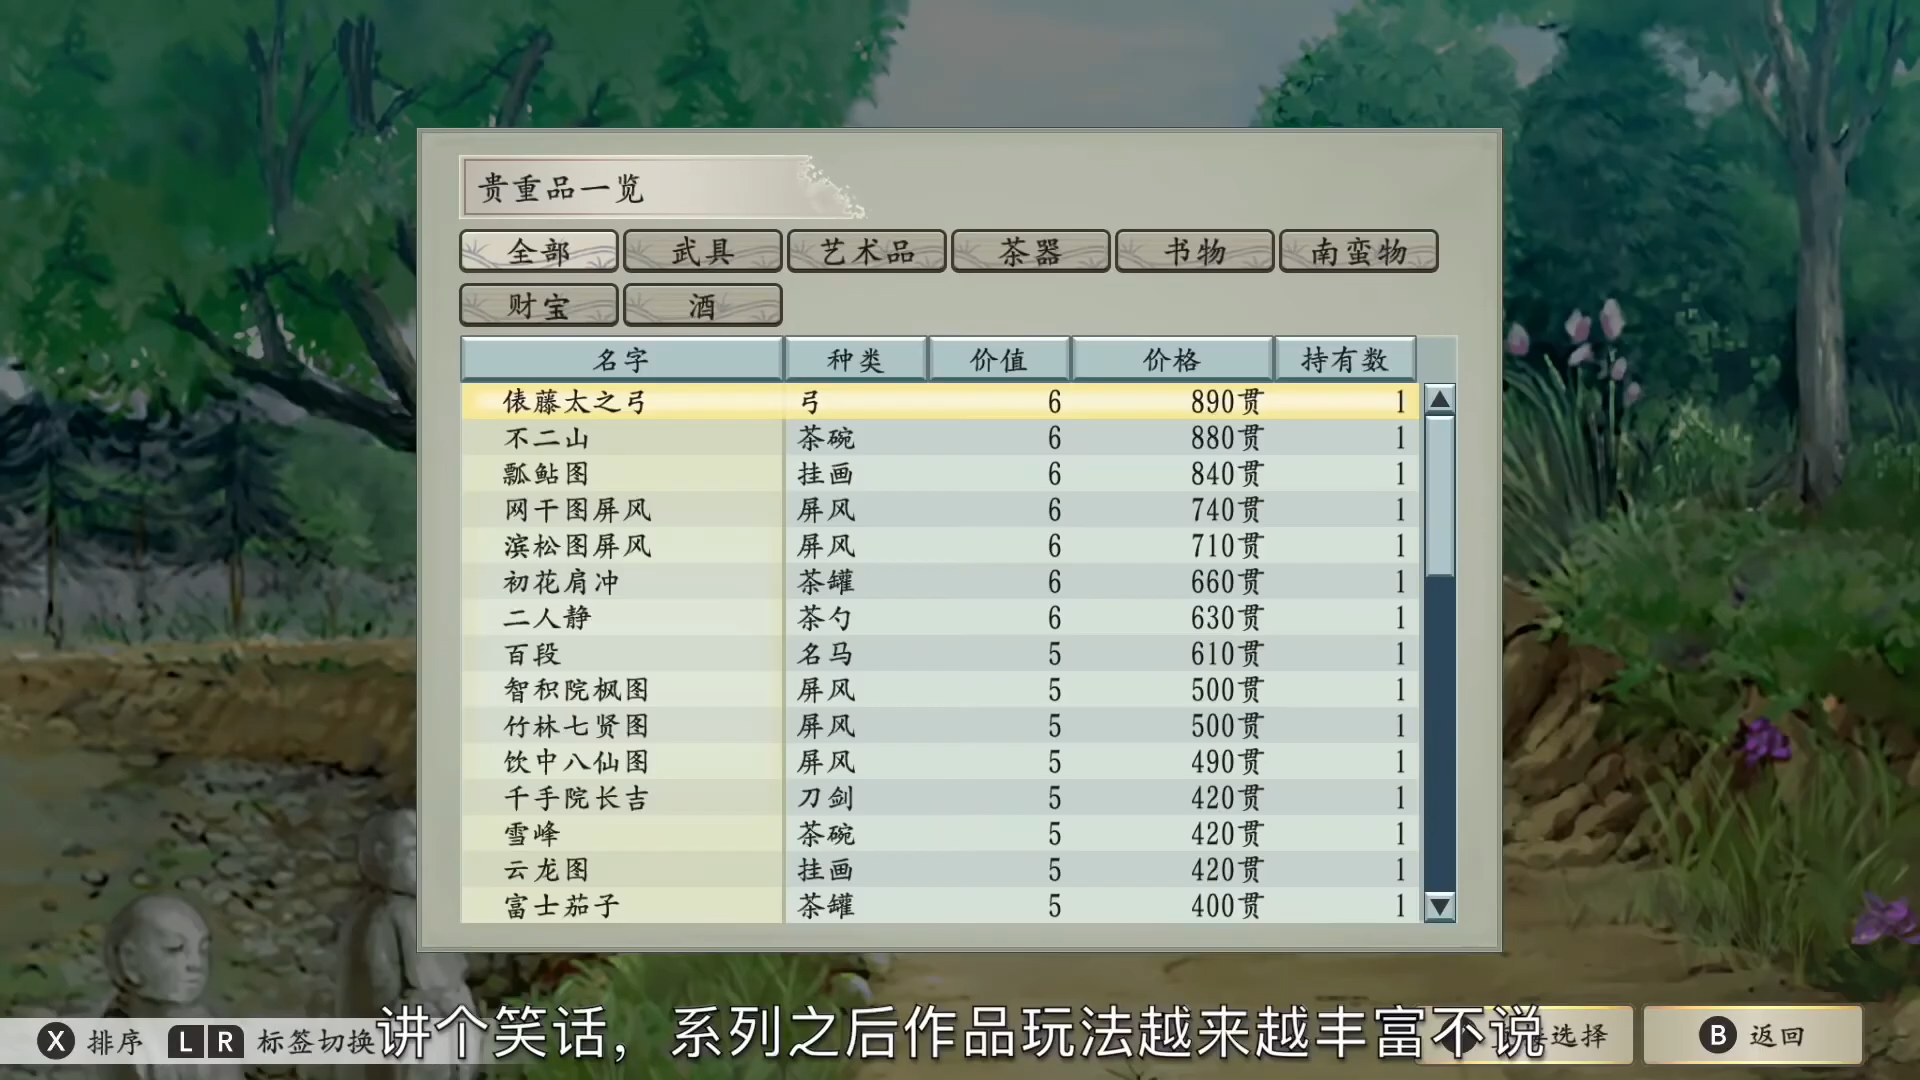 贵重品一览
全部 武具 艺术品 茶器 书物 南蛮物
财宝 酒
名字 种类 价值 价格 持有数
俵藤太之弓 弓 6 890贯 1
不二山 茶碗 6 880贯 1
瓢鲇图 挂画 6 840贯 1
网干图屏风 屏风 6 740贯 1
滨松图屏风 屏风 6 710贯 1
初花肩冲 茶罐 6 660贯 1
二人静 茶勺 6 630贯 1
百段 名马 5 610贯 1
智积院枫图 屏风 5 500贯 1
竹林七贤图 屏风 5 500贯 1
饮中八仙图 屏风 5 490贯 1
千手院长吉 刀剑 5 420贯 1
雪峰 茶碗 5 420贯 1
云龙图 挂画 5 420贯 1
富士茄子 茶罐 5 400贯 1
讲个笑话，系列之后作品玩法越来越丰富不说
X 排序 L R 标签切换 选择 B 返回